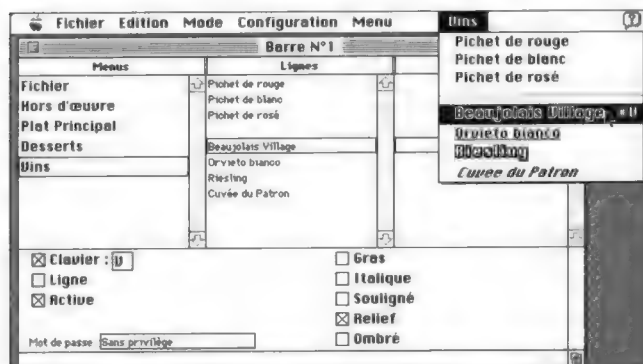 Fichier Edition Mode Configuration Menu
Vins
Barre N°1
Menus
Fichier
Hors d'œuvre
Plat Principal
Desserts
Vins
Lignes
Pichet de rouge
Pichet de blanc
Pichet de rosé
Beaujolais Village
Orvieto bianco
Riesling
Cuvée du Patron
Pichet de rouge
Pichet de blanc
Pichet de rosé
Beaujolais Village ⌘V
Orvieto bianco
Riesling
Cuvee du Patron
Clavier : V
Ligne
Active
Mot de passe Sans privilège
Gras
Italique
Souligné
Relief
Ombré